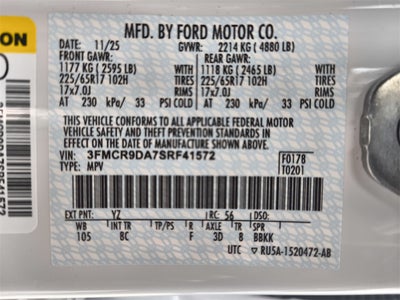 ON
MFD. BY FORD MOTOR CO.
DATE: 11/25 GVWR: 2214 KG ( 4880 LB)
FRONT GAWR: REAR GAWR:
1177 KG ( 2595 LB) WITH 1118 KG ( 2465 LB) WITH
225/65R17 102H TIRES 225/65R17 102H TIRES
17x7.0J RIMS 17x7.0J RIMS
AT 230 kPa/ 33 PSI COLD AT 230 kPa/ 33 PSI COLD
THIS VEHICLE CONFORMS TO ALL APPLICABLE FEDERAL MOTOR
VEHICLE SAFETY AND THEFT PREVENTION STANDARDS IN
EFFECT ON THE DATE OF MANUFACTURE SHOWN ABOVE.
VIN: 3FMCR9DA7SRF41572 F0178
TYPE: MPV T0201
EXT PNT: YZ RC: 56 DSO:
WB INT TR TP/PS R AXLE TR SPR
105 8C F 3D 8 BBKK
UTC RU5A-1520472-AB